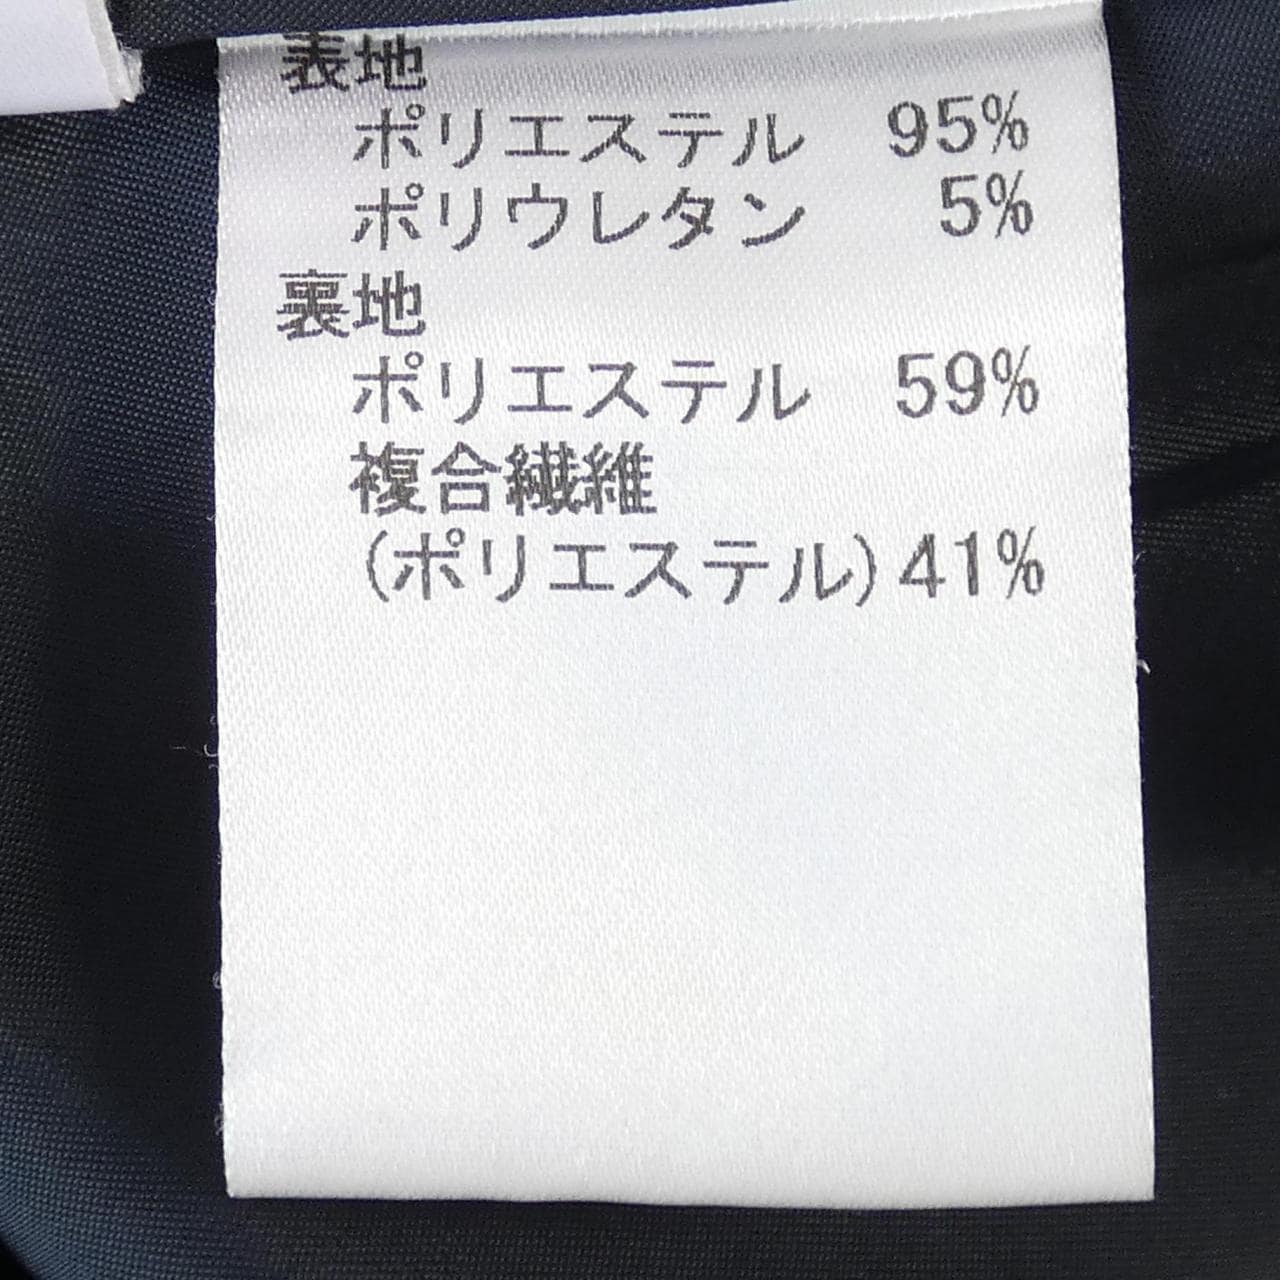 表地
ポリエステル 95%
ポリウレタン 5%
裏地
ポリエステル 59%
複合繊維
(ポリエステル)41%